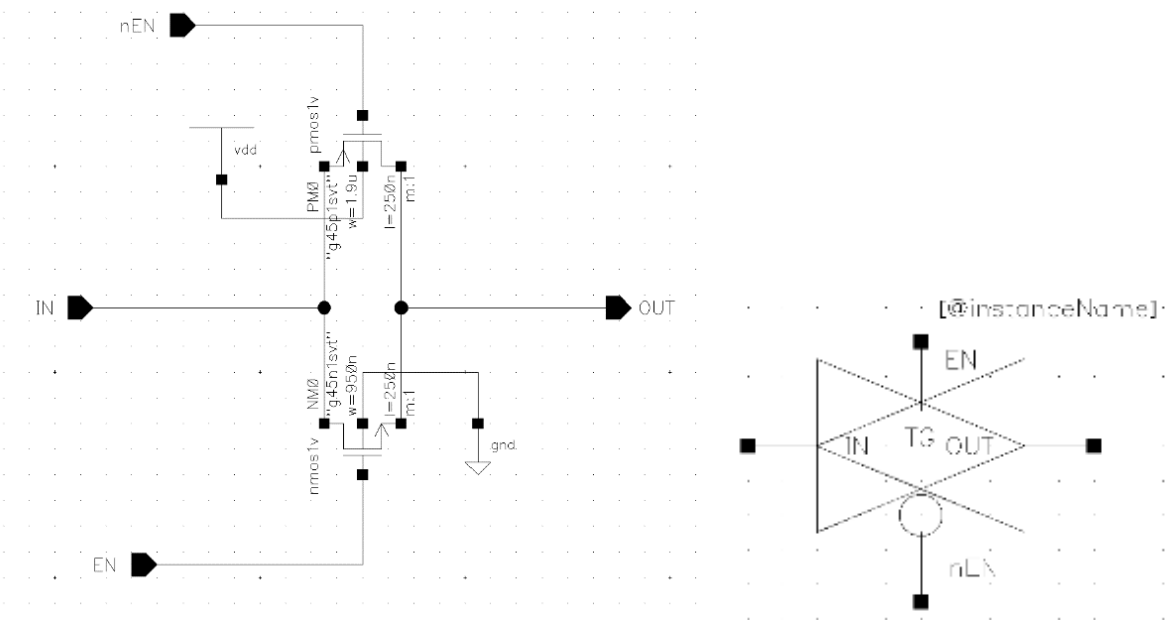 nEN
pmos1v
vdd
PM0
"g45p1svt"
w=1.9u
l=250n
m:1
IN
OUT
NM0
"g45n1svt"
w=950n
l=250n
m:1
nmos1v
gnd
EN
[@instanceName]
EN
IN
TG
OUT
nEN